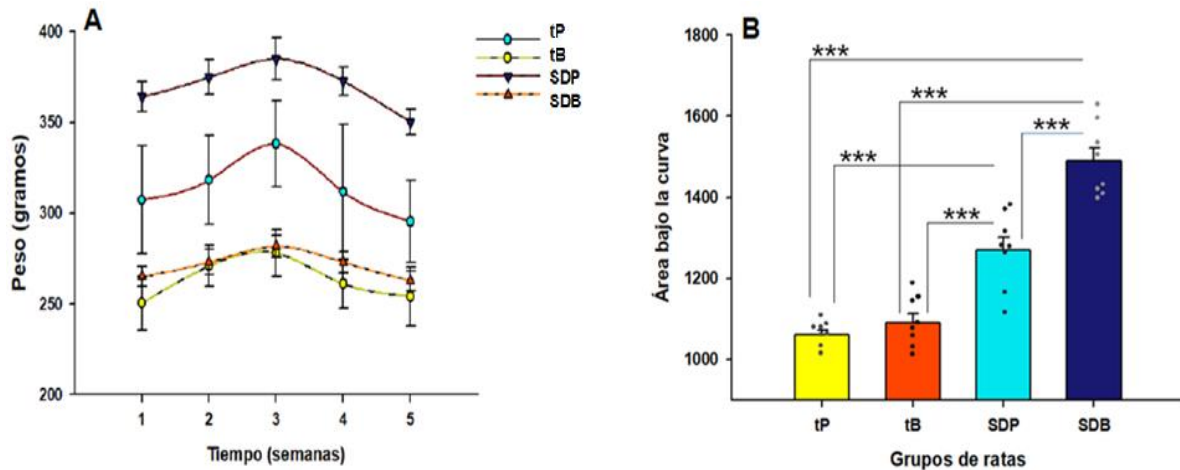 A
400
350
300
250
200
Peso (gramos)
1 2 3 4 5
Tiempo (semanas)
tP
tB
SDP
SDB
B
1800
1600
1400
1200
1000
Área bajo la curva
***
***
***
***
***
tP tB SDP SDB
Grupos de ratas